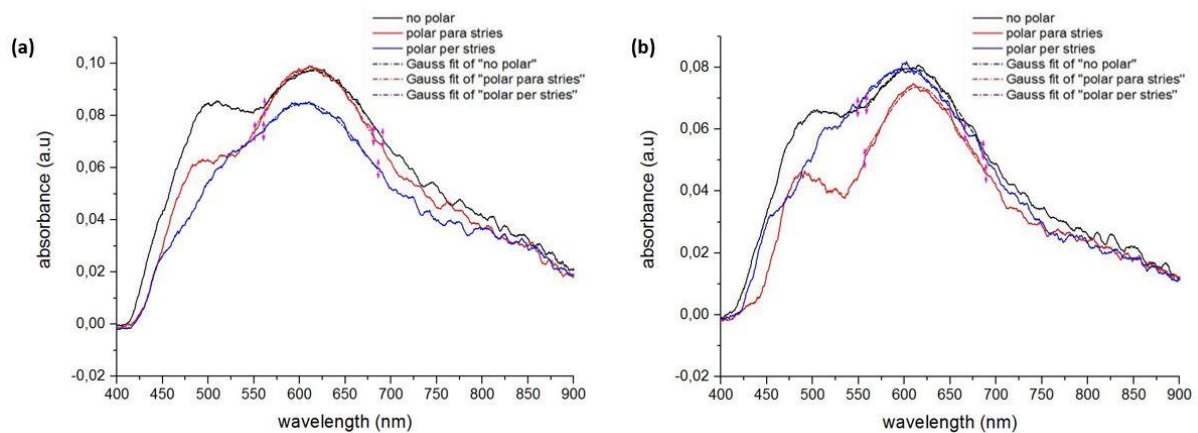 (a)
no polar
polar para stries
polar per stries
Gauss fit of "no polar"
Gauss fit of "polar para stries"
Gauss fit of "polar per stries"
absorbance (a.u)
0,10
0,08
0,06
0,04
0,02
0,00
-0,02
400 450 500 550 600 650 700 750 800 850 900
wavelength (nm)
(b)
no polar
polar para stries
polar per stries
Gauss fit of "no polar"
Gauss fit of "polar para stries"
Gauss fit of "polar per stries"
absorbance (a.u)
0,08
0,06
0,04
0,02
0,00
-0,02
400 450 500 550 600 650 700 750 800 850 900
wavelength (nm)